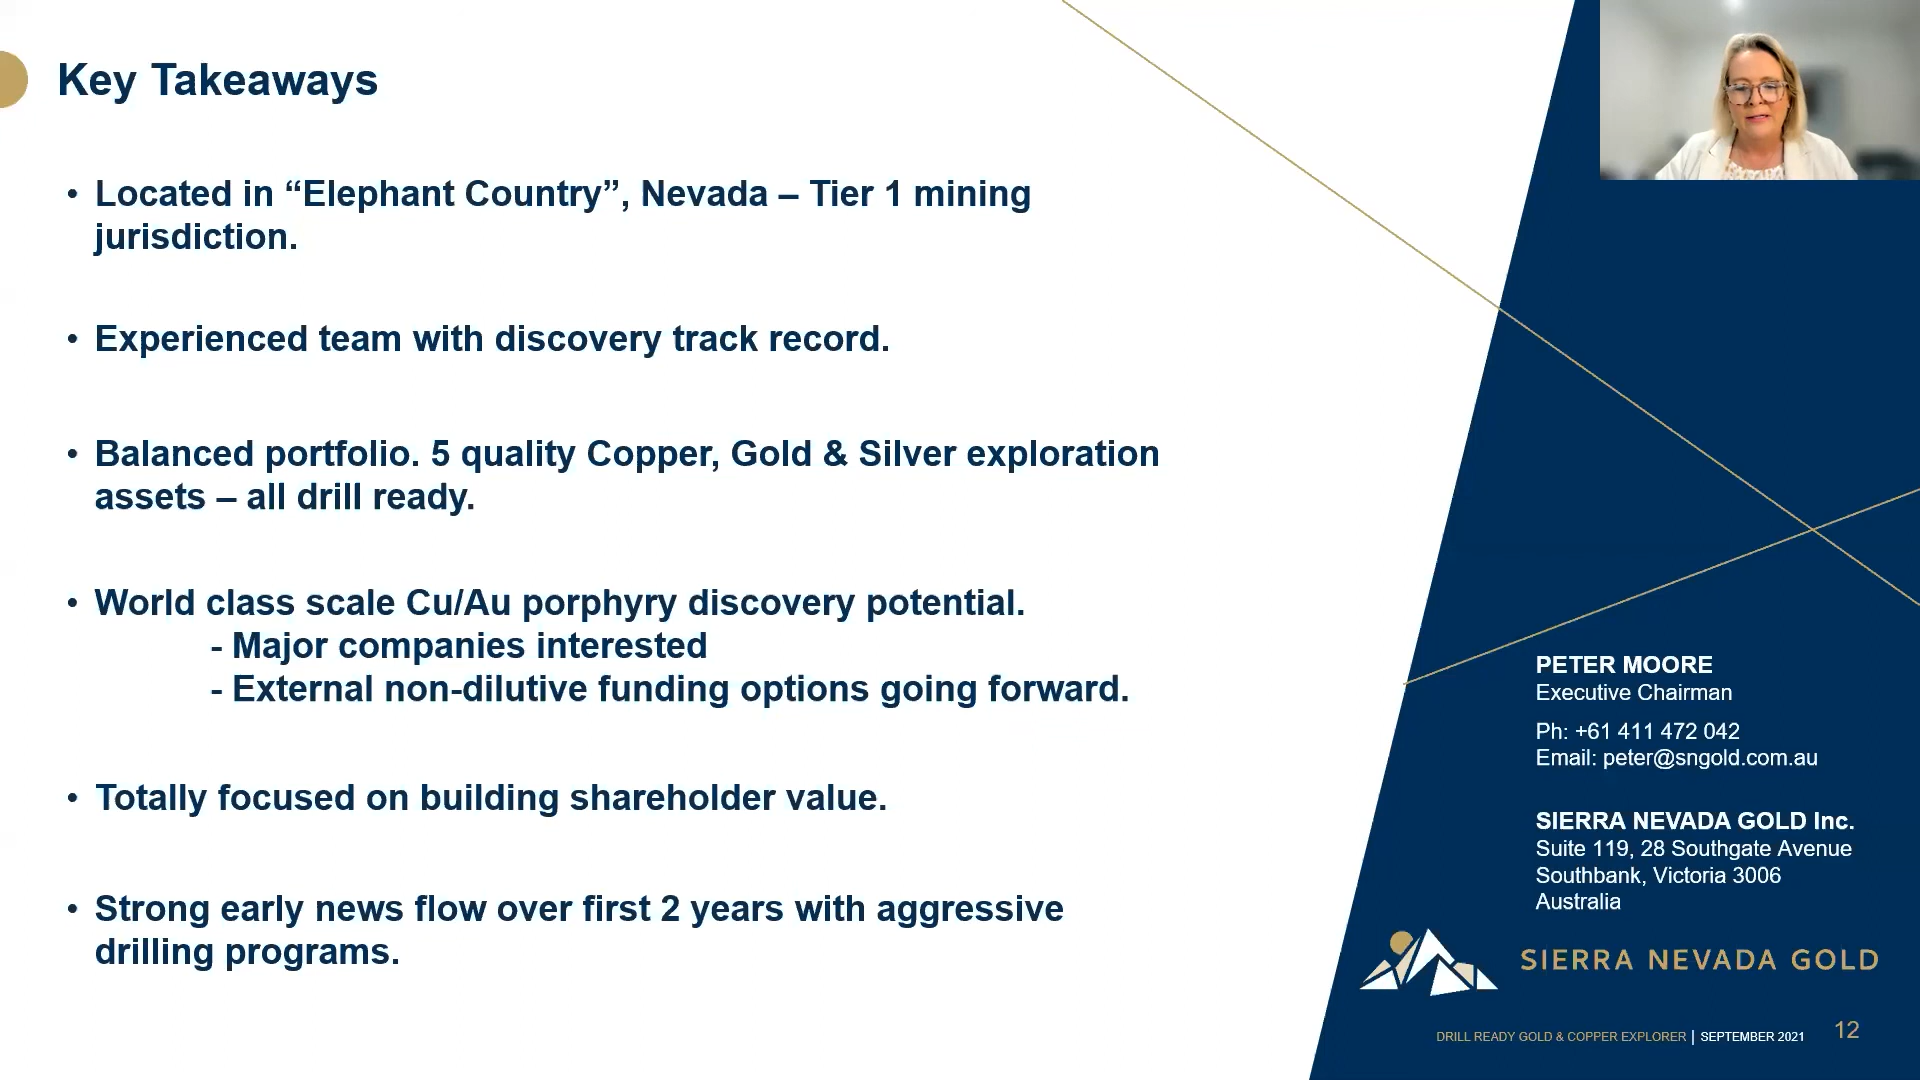 Key Takeaways
• Located in “Elephant Country”, Nevada – Tier 1 mining
jurisdiction.
• Experienced team with discovery track record.
• Balanced portfolio. 5 quality Copper, Gold & Silver exploration
assets – all drill ready.
• World class scale Cu/Au porphyry discovery potential.
- Major companies interested
- External non-dilutive funding options going forward.
• Totally focused on building shareholder value.
• Strong early news flow over first 2 years with aggressive
drilling programs.
PETER MOORE
Executive Chairman
Ph: +61 411 472 042
Email: peter@sngold.com.au
SIERRA NEVADA GOLD Inc.
Suite 119, 28 Southgate Avenue
Southbank, Victoria 3006
Australia
SIERRA NEVADA GOLD
DRILL READY GOLD & COPPER EXPLORER | SEPTEMBER 2021 12